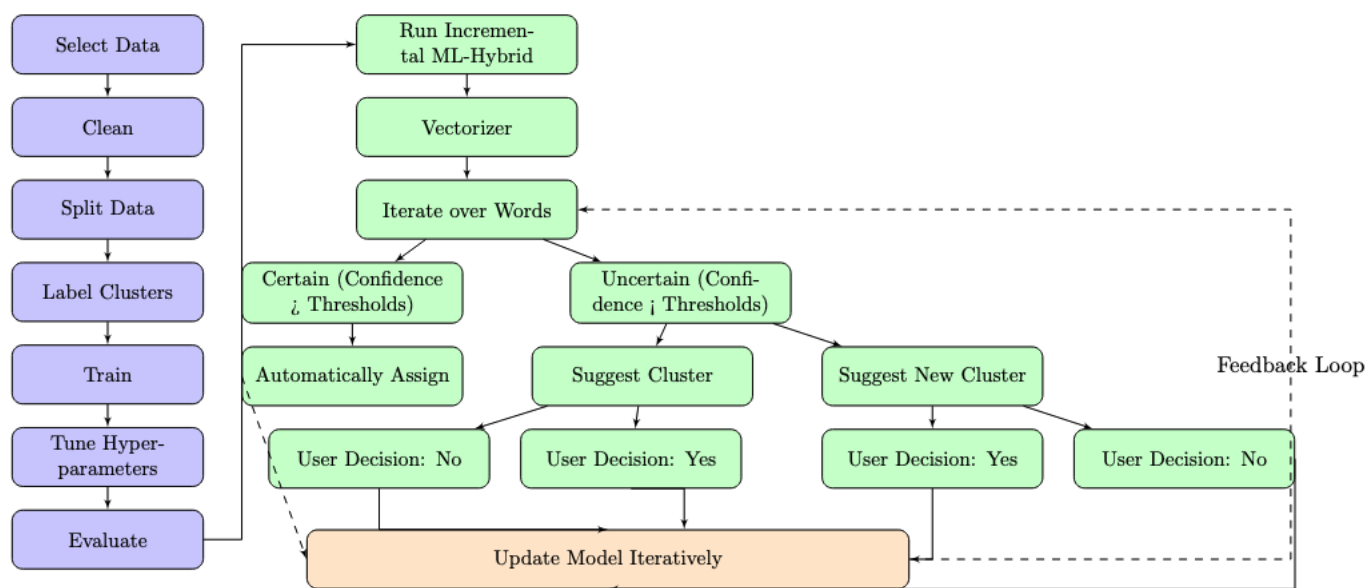 Select Data
Clean
Split Data
Label Clusters
Train
Tune Hyper-
parameters
Evaluate
Run Incremen-
tal ML-Hybrid
Vectorizer
Iterate over Words
Certain (Confidence
¿ Thresholds)
Uncertain (Confi-
dence ¡ Thresholds)
Automatically Assign
Suggest Cluster
Suggest New Cluster
Feedback Loop
User Decision: No
User Decision: Yes
User Decision: Yes
User Decision: No
Update Model Iteratively